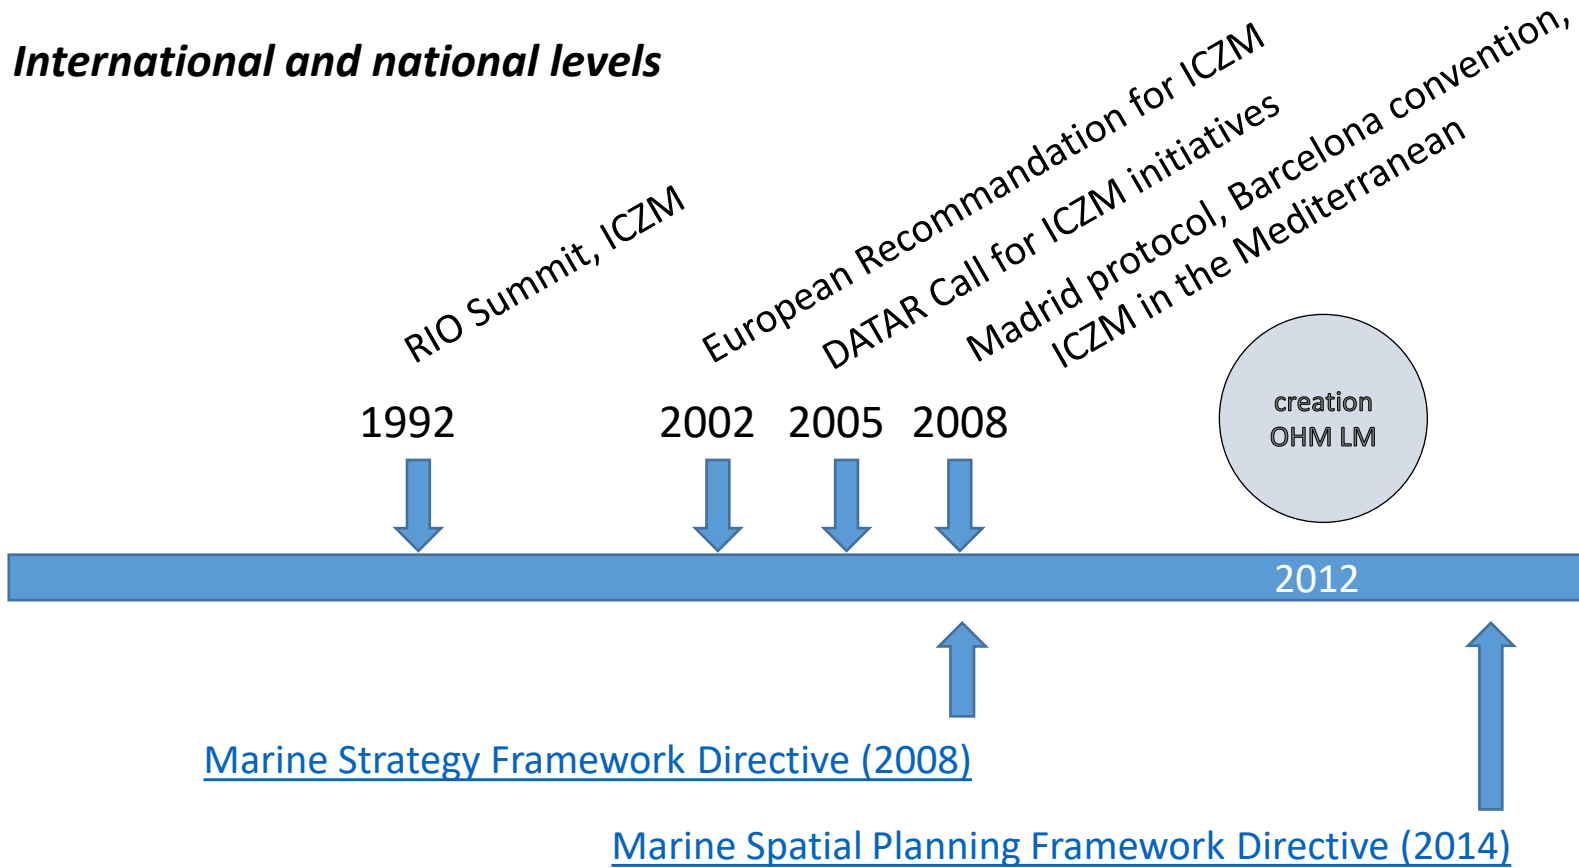 International and national levels
RIO Summit, ICZM
European Recommandation for ICZM
DATAR Call for ICZM initiatives
Madrid protocol, Barcelona convention,
ICZM in the Mediterranean
1992
2002
2005
2008
creation
OHM LM
2012
Marine Strategy Framework Directive (2008)
Marine Spatial Planning Framework Directive (2014)